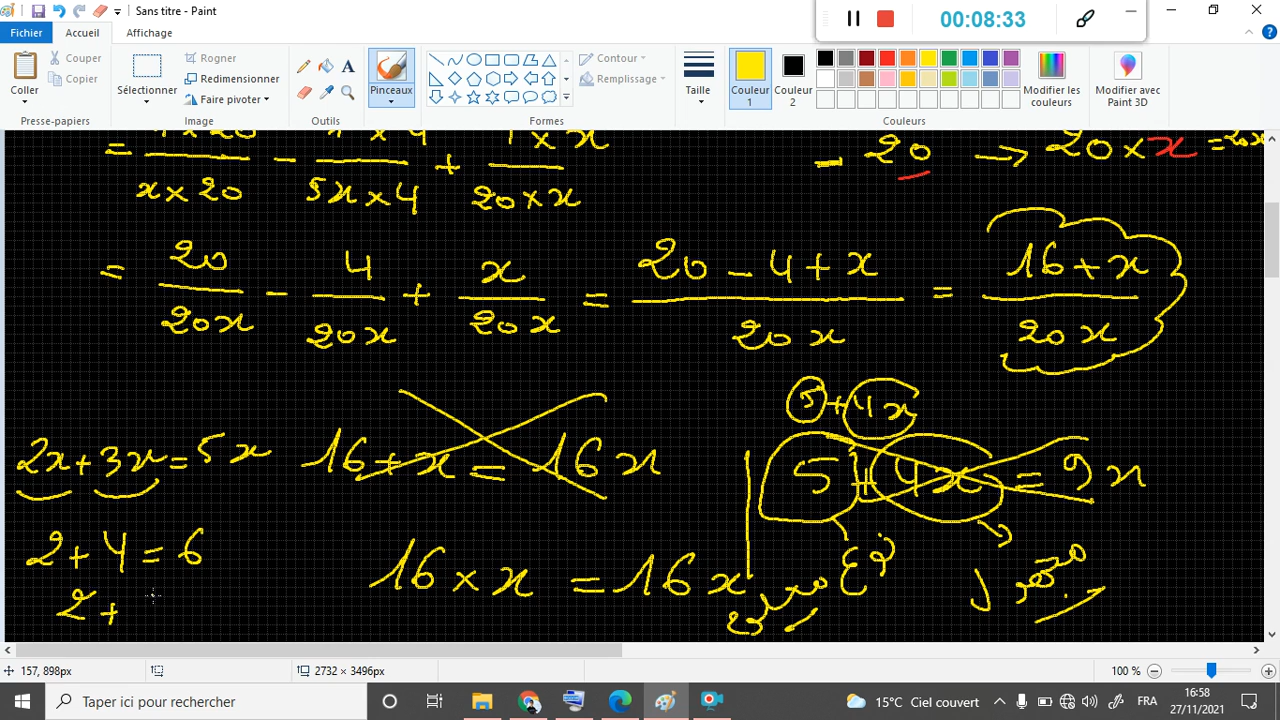 Sans titre - Paint
00:08:33
Fichier Accueil Affichage
Coller
Couper
Copier
Presse-papiers
Sélectionner
Rogner
Redimensionner
Faire pivoter
Image
Outils
Pinceaux
Contour
Remplissage
Formes
Taille
Couleur 1
Couleur 2
Modifier les couleurs
Couleurs
Modifier avec Paint 3D
= x × 20 - 5x × 4 + 1 × x / 20 × x
- 20 → 20 × x = 20x
= 20/20x - 4/20x + x/20x = 20 - 4 + x / 20x = 16 + x / 20x
5 + 4x
2x + 3x = 5x
16 + x = 16x
5 + 4x = 9x
2 + 4 = 6
16 × x = 16x
2 +
157, 898px
2732 × 3496px
100 %
Taper ici pour rechercher
15°C Ciel couvert
FRA
16:58
27/11/2021